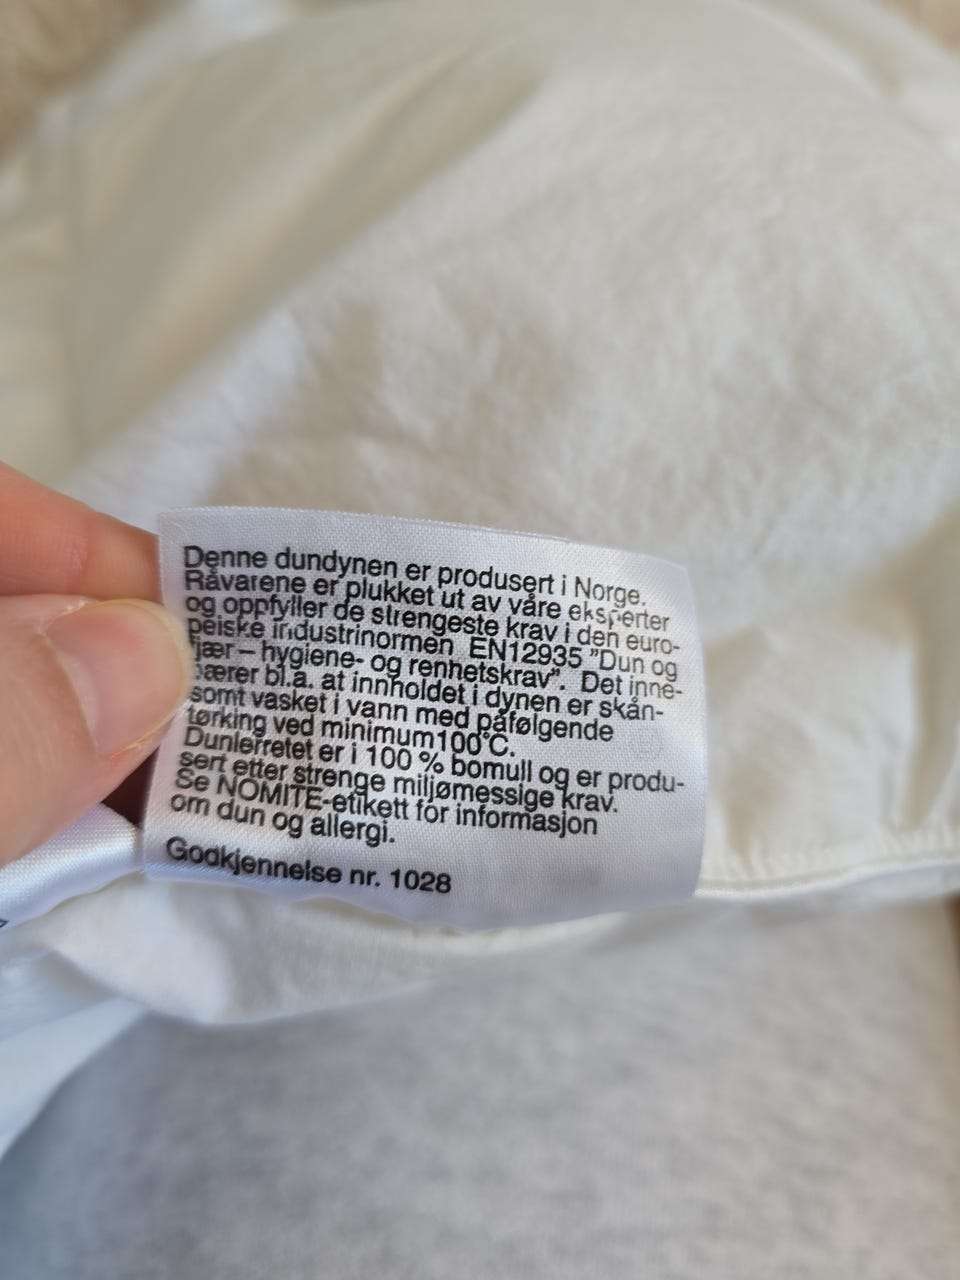 Denne dundynen er produsert i Norge.
Råvarene er plukket ut av våre eksperter
og oppfyller de strengeste krav i den euro-
peiske industrinormen EN12935 ”Dun og
fjær – hygiene- og renhetskrav”. Det inne-
bærer bl.a. at innholdet i dynen er skån-
somt vasket i vann med påfølgende
tørking ved minimum100°C.
Dunlerretet er i 100 % bomull og er produ-
sert etter strenge miljømessige krav.
Se NOMITE-etikett for informasjon
om dun og allergi.
Godkjennelse nr. 1028